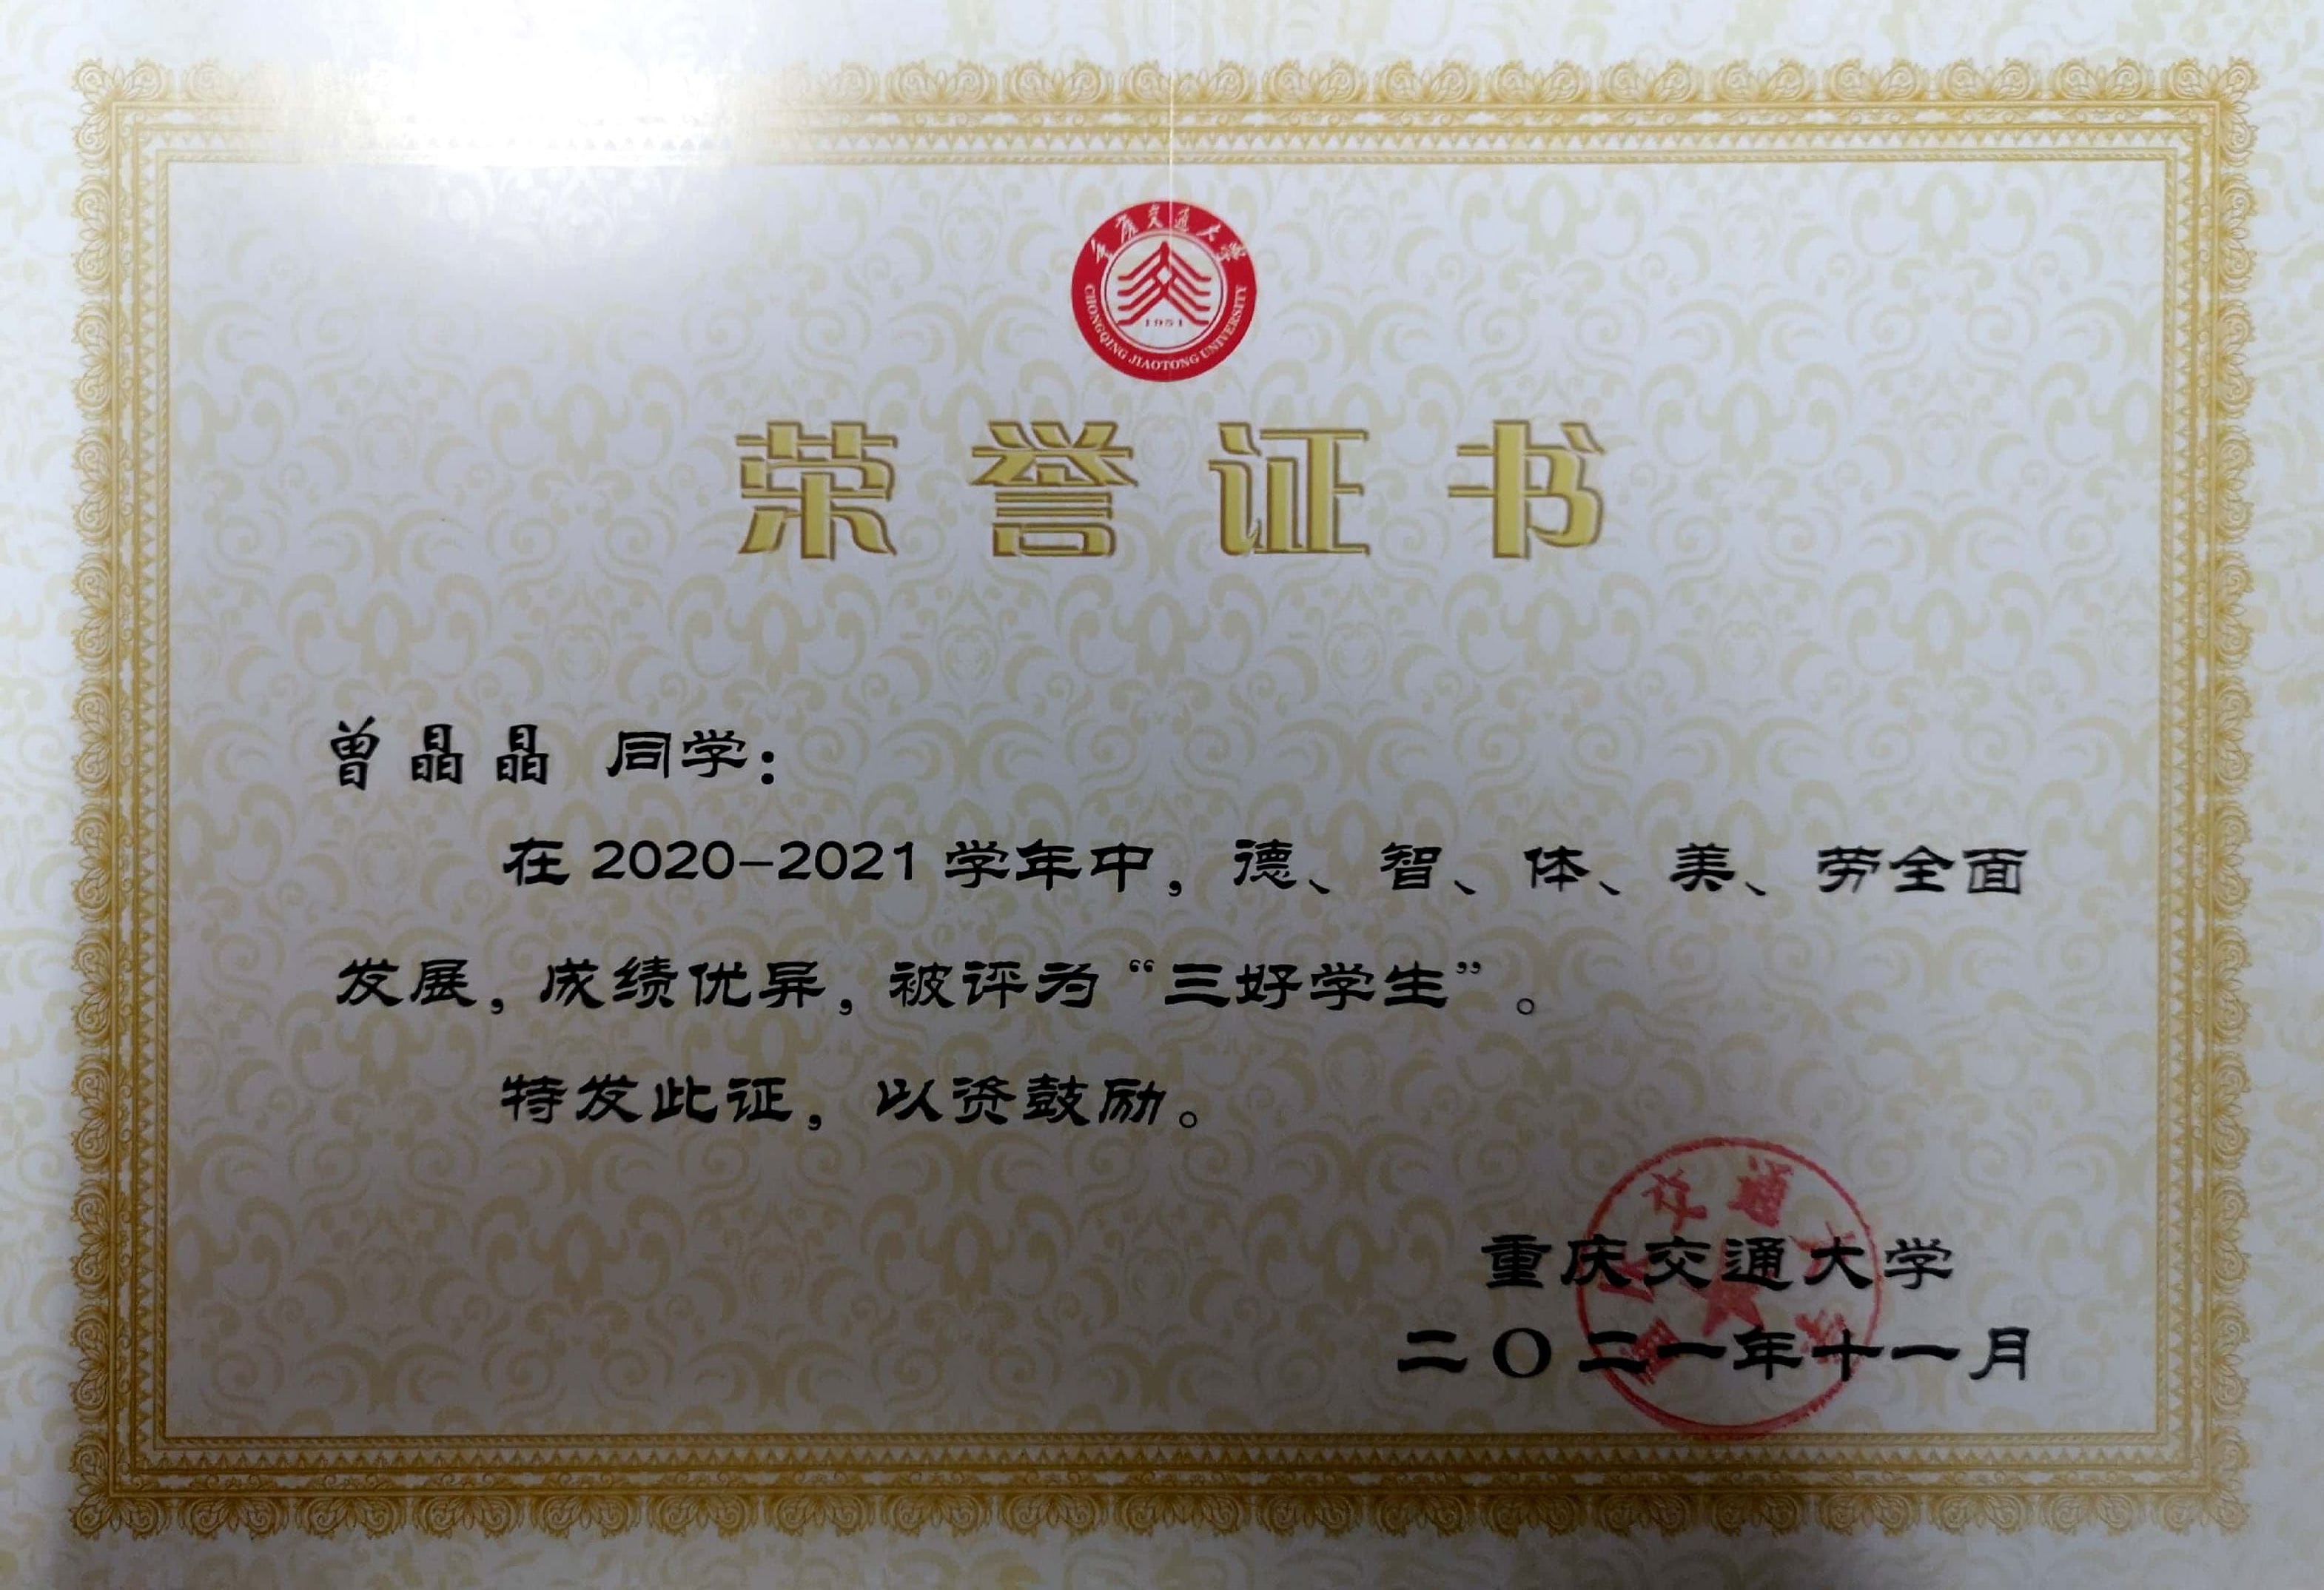 重庆交通大学
1951
CHONGQING JIAOTONG UNIVERSITY
荣誉证书
曾晶晶 同学：
在 2020-2021 学年中，德、智、体、美、劳全面
发展，成绩优异，被评为“三好学生”。
特发此证，以资鼓励。
重庆交通大学
二〇二一年十一月